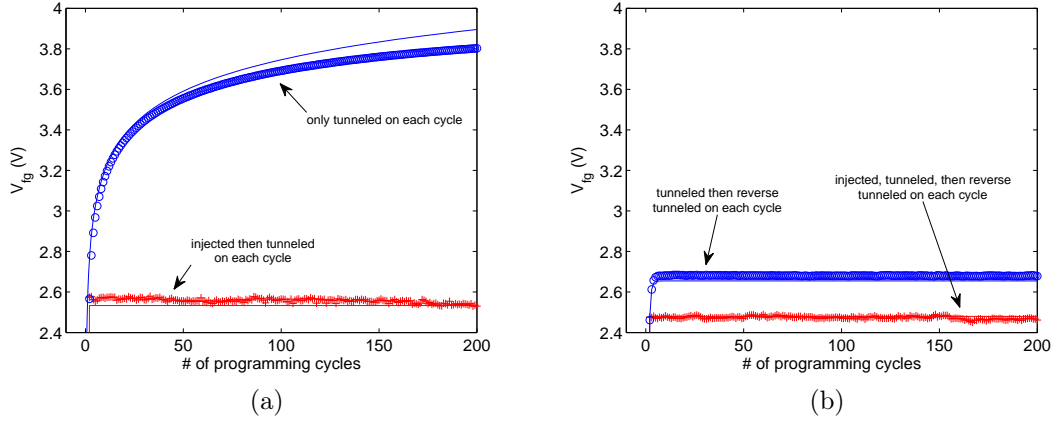 4
3.8
3.6
3.4
3.2
3
2.8
2.6
2.4
V_fg (V)
only tunneled on each cycle
injected then tunneled
on each cycle
0
50
100
150
200
# of programming cycles
(a)
4
3.8
3.6
3.4
3.2
3
2.8
2.6
2.4
V_fg (V)
tunneled then reverse
tunneled on each cycle
injected, tunneled, then reverse
tunneled on each cycle
0
50
100
150
200
# of programming cycles
(b)